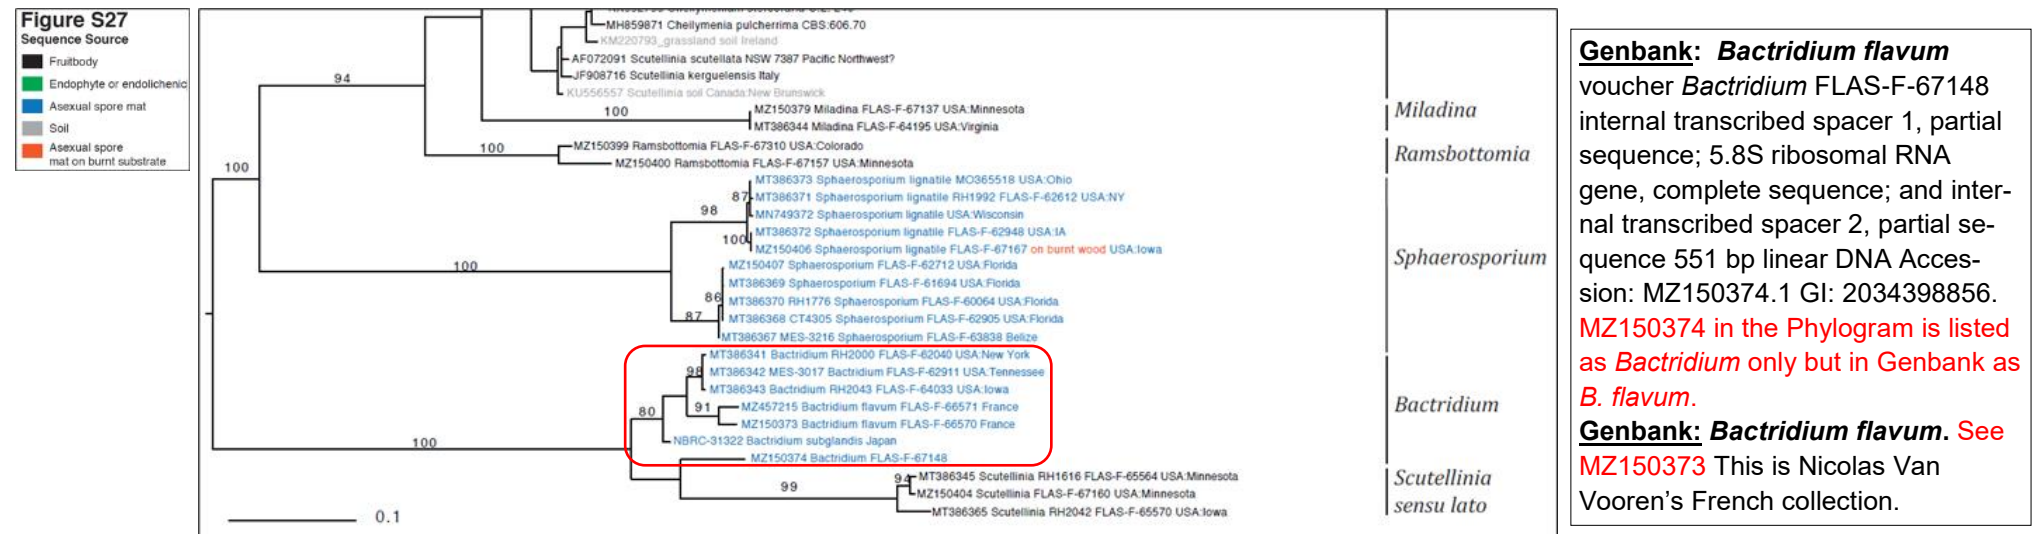 Figure S27
Sequence Source
Fruitbody
Endophyte or endolichenic
Asexual spore mat
Soil
Asexual spore
mat on burnt substrate
MH859871 Cheilymenia pulcherrima CBS:606.70
KM220793_grassland soil Ireland
AF072091 Scutellinia scutellata NSW 7387 Pacific Northwest?
JF908716 Scutellinia kerguelensis Italy
KU556557 Scutellinia soil Canada:New Brunswick
94
100
MZ150379 Miladina FLAS-F-67137 USA:Minnesota
MT386344 Miladina FLAS-F-64195 USA:Virginia
Miladina
100
MZ150399 Ramsbottomia FLAS-F-67310 USA:Colorado
MZ150400 Ramsbottomia FLAS-F-67157 USA:Minnesota
Ramsbottomia
100
MT386373 Sphaerosporium lignatile MO365518 USA:Ohio
87
MT386371 Sphaerosporium lignatile RH1992 FLAS-F-62612 USA:NY
98
MN749372 Sphaerosporium lignatile USA:Wisconsin
MT386372 Sphaerosporium lignatile FLAS-F-62948 USA:IA
100
MZ150406 Sphaerosporium lignatile FLAS-F-67167 on burnt wood USA:Iowa
Sphaerosporium
100
MZ150407 Sphaerosporium FLAS-F-62712 USA:Florida
MT386369 Sphaerosporium FLAS-F-61694 USA:Florida
86
MT386370 RH1776 Sphaerosporium FLAS-F-60064 USA:Florida
87
MT386368 CT4305 Sphaerosporium FLAS-F-62905 USA:Florida
MT386367 MES-3216 Sphaerosporium FLAS-F-63838 Belize
MT386341 Bactridium RH2000 FLAS-F-62040 USA:New York
98
MT386342 MES-3017 Bactridium FLAS-F-62911 USA:Tennessee
MT386343 Bactridium RH2043 FLAS-F-64033 USA:Iowa
80
91
MZ457215 Bactridium flavum FLAS-F-66571 France
Bactridium
MZ150373 Bactridium flavum FLAS-F-66570 France
100
NBRC-31322 Bactridium subglandis Japan
MZ150374 Bactridium FLAS-F-67148
94
MT386345 Scutellinia RH1616 FLAS-F-65564 USA:Minnesota
99
MZ150404 Scutellinia FLAS-F-67160 USA:Minnesota
MT386365 Scutellinia RH2042 FLAS-F-65570 USA:Iowa
Scutellinia
sensu lato
0.1
Genbank: Bactridium flavum
voucher Bactridium FLAS-F-67148
internal transcribed spacer 1, partial
sequence; 5.8S ribosomal RNA
gene, complete sequence; and inter-
nal transcribed spacer 2, partial se-
quence 551 bp linear DNA Acces-
sion: MZ150374.1 GI: 2034398856.
MZ150374 in the Phylogram is listed
as Bactridium only but in Genbank as
B. flavum.
Genbank: Bactridium flavum. See
MZ150373 This is Nicolas Van
Vooren's French collection.